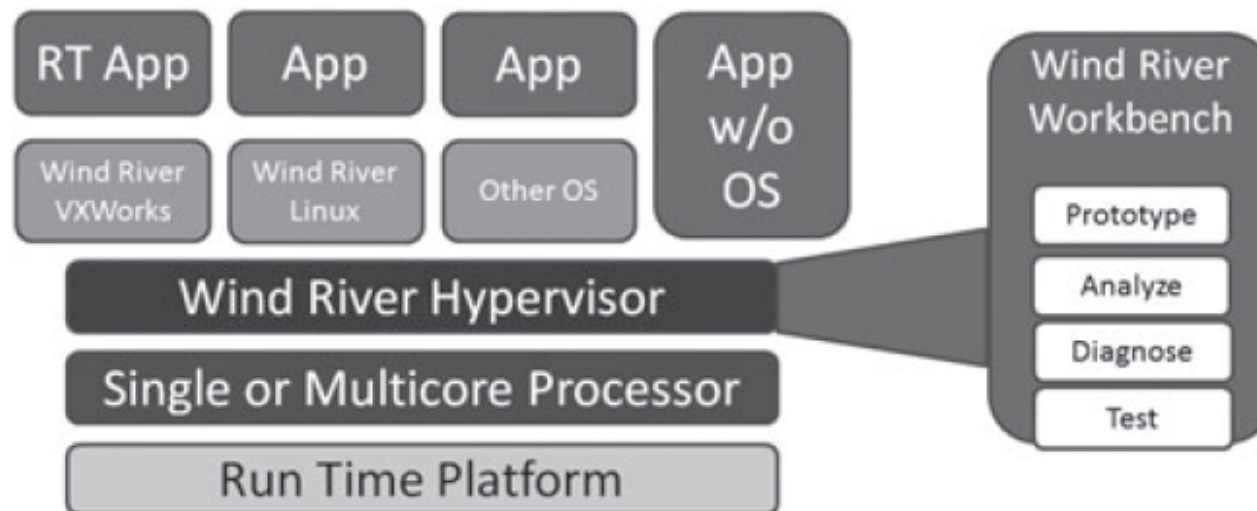 RT App
App
App
App
w/o
OS
Wind River
VXWorks
Wind River
Linux
Other OS
Wind River Hypervisor
Single or Multicore Processor
Run Time Platform
Wind River
Workbench
Prototype
Analyze
Diagnose
Test